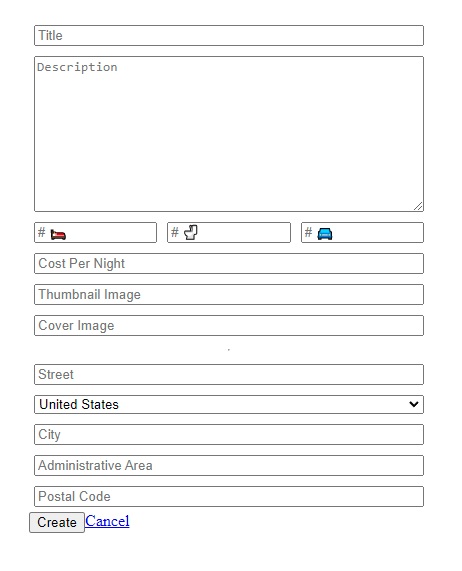 Title
Description
# 🛏 # 🚽 # 🚘
Cost Per Night
Thumbnail Image
Cover Image
Street
United States
City
Administrative Area
Postal Code
Create Cancel